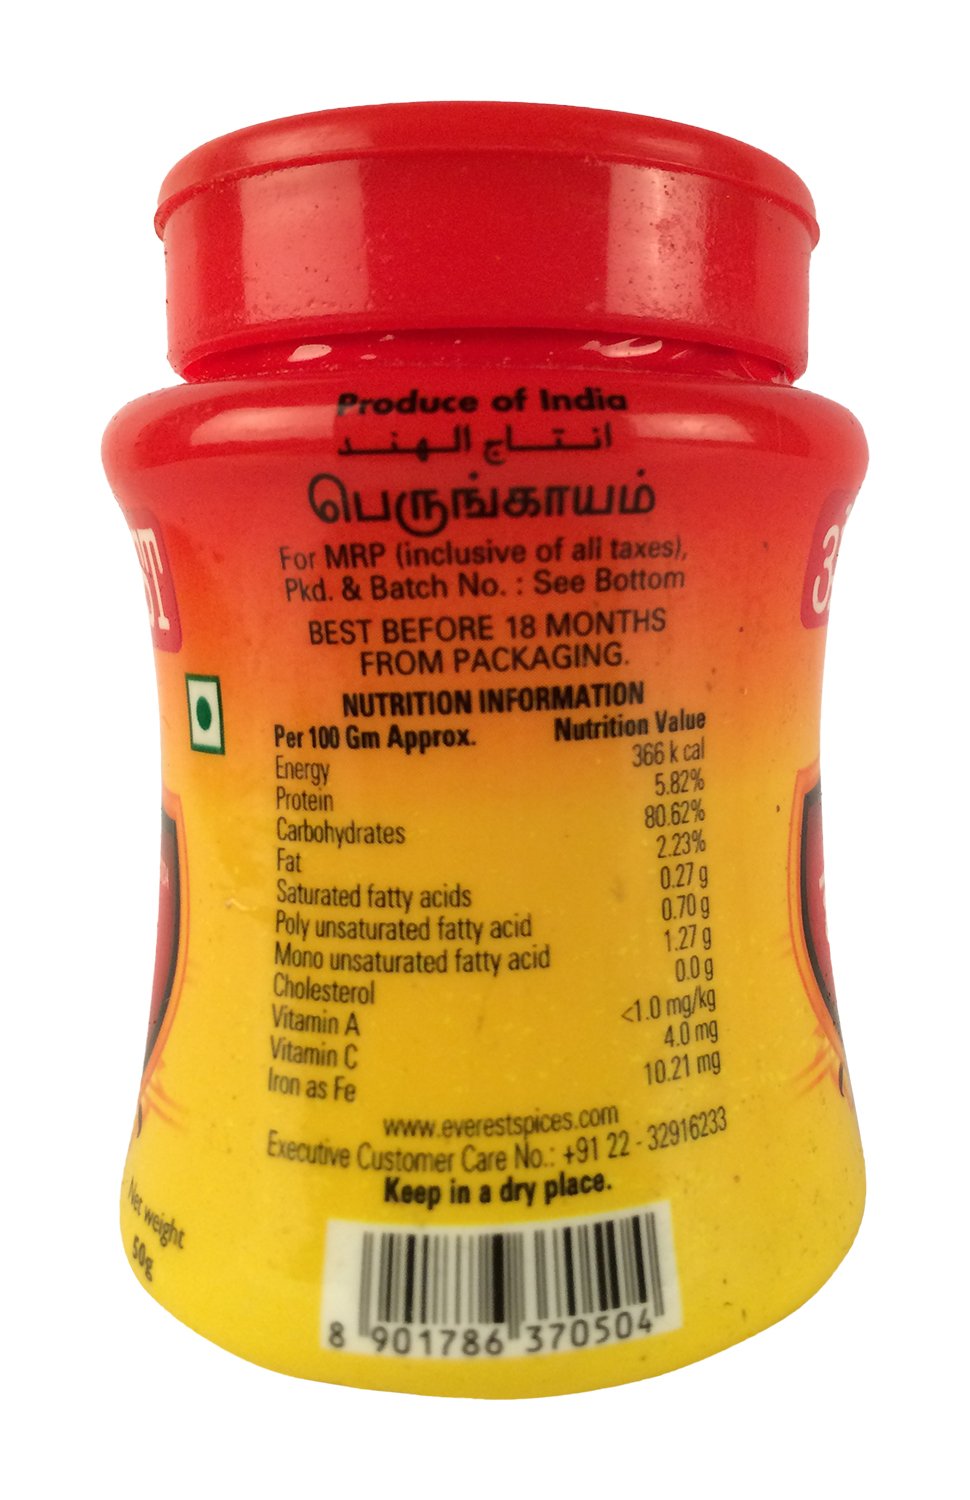 Produce of India
انتاج الهند
பெருங்காயம்
For MRP (inclusive of all taxes),
Pkd. & Batch No. : See Bottom
BEST BEFORE 18 MONTHS
FROM PACKAGING.
NUTRITION INFORMATION
Per 100 Gm Approx. Nutrition Value
Energy 366 k cal
Protein 5.82%
Carbohydrates 80.62%
Fat 2.23%
Saturated fatty acids 0.27 g
Poly unsaturated fatty acid 0.70 g
Mono unsaturated fatty acid 1.27 g
Cholesterol 0.0 g
Vitamin A <1.0 mg/kg
Vitamin C 4.0 mg
Iron as Fe 10.21 mg
www.everestspices.com
Executive Customer Care No.: +91 22 - 32916233
Keep in a dry place.
Net weight
50g
8 901786 370504